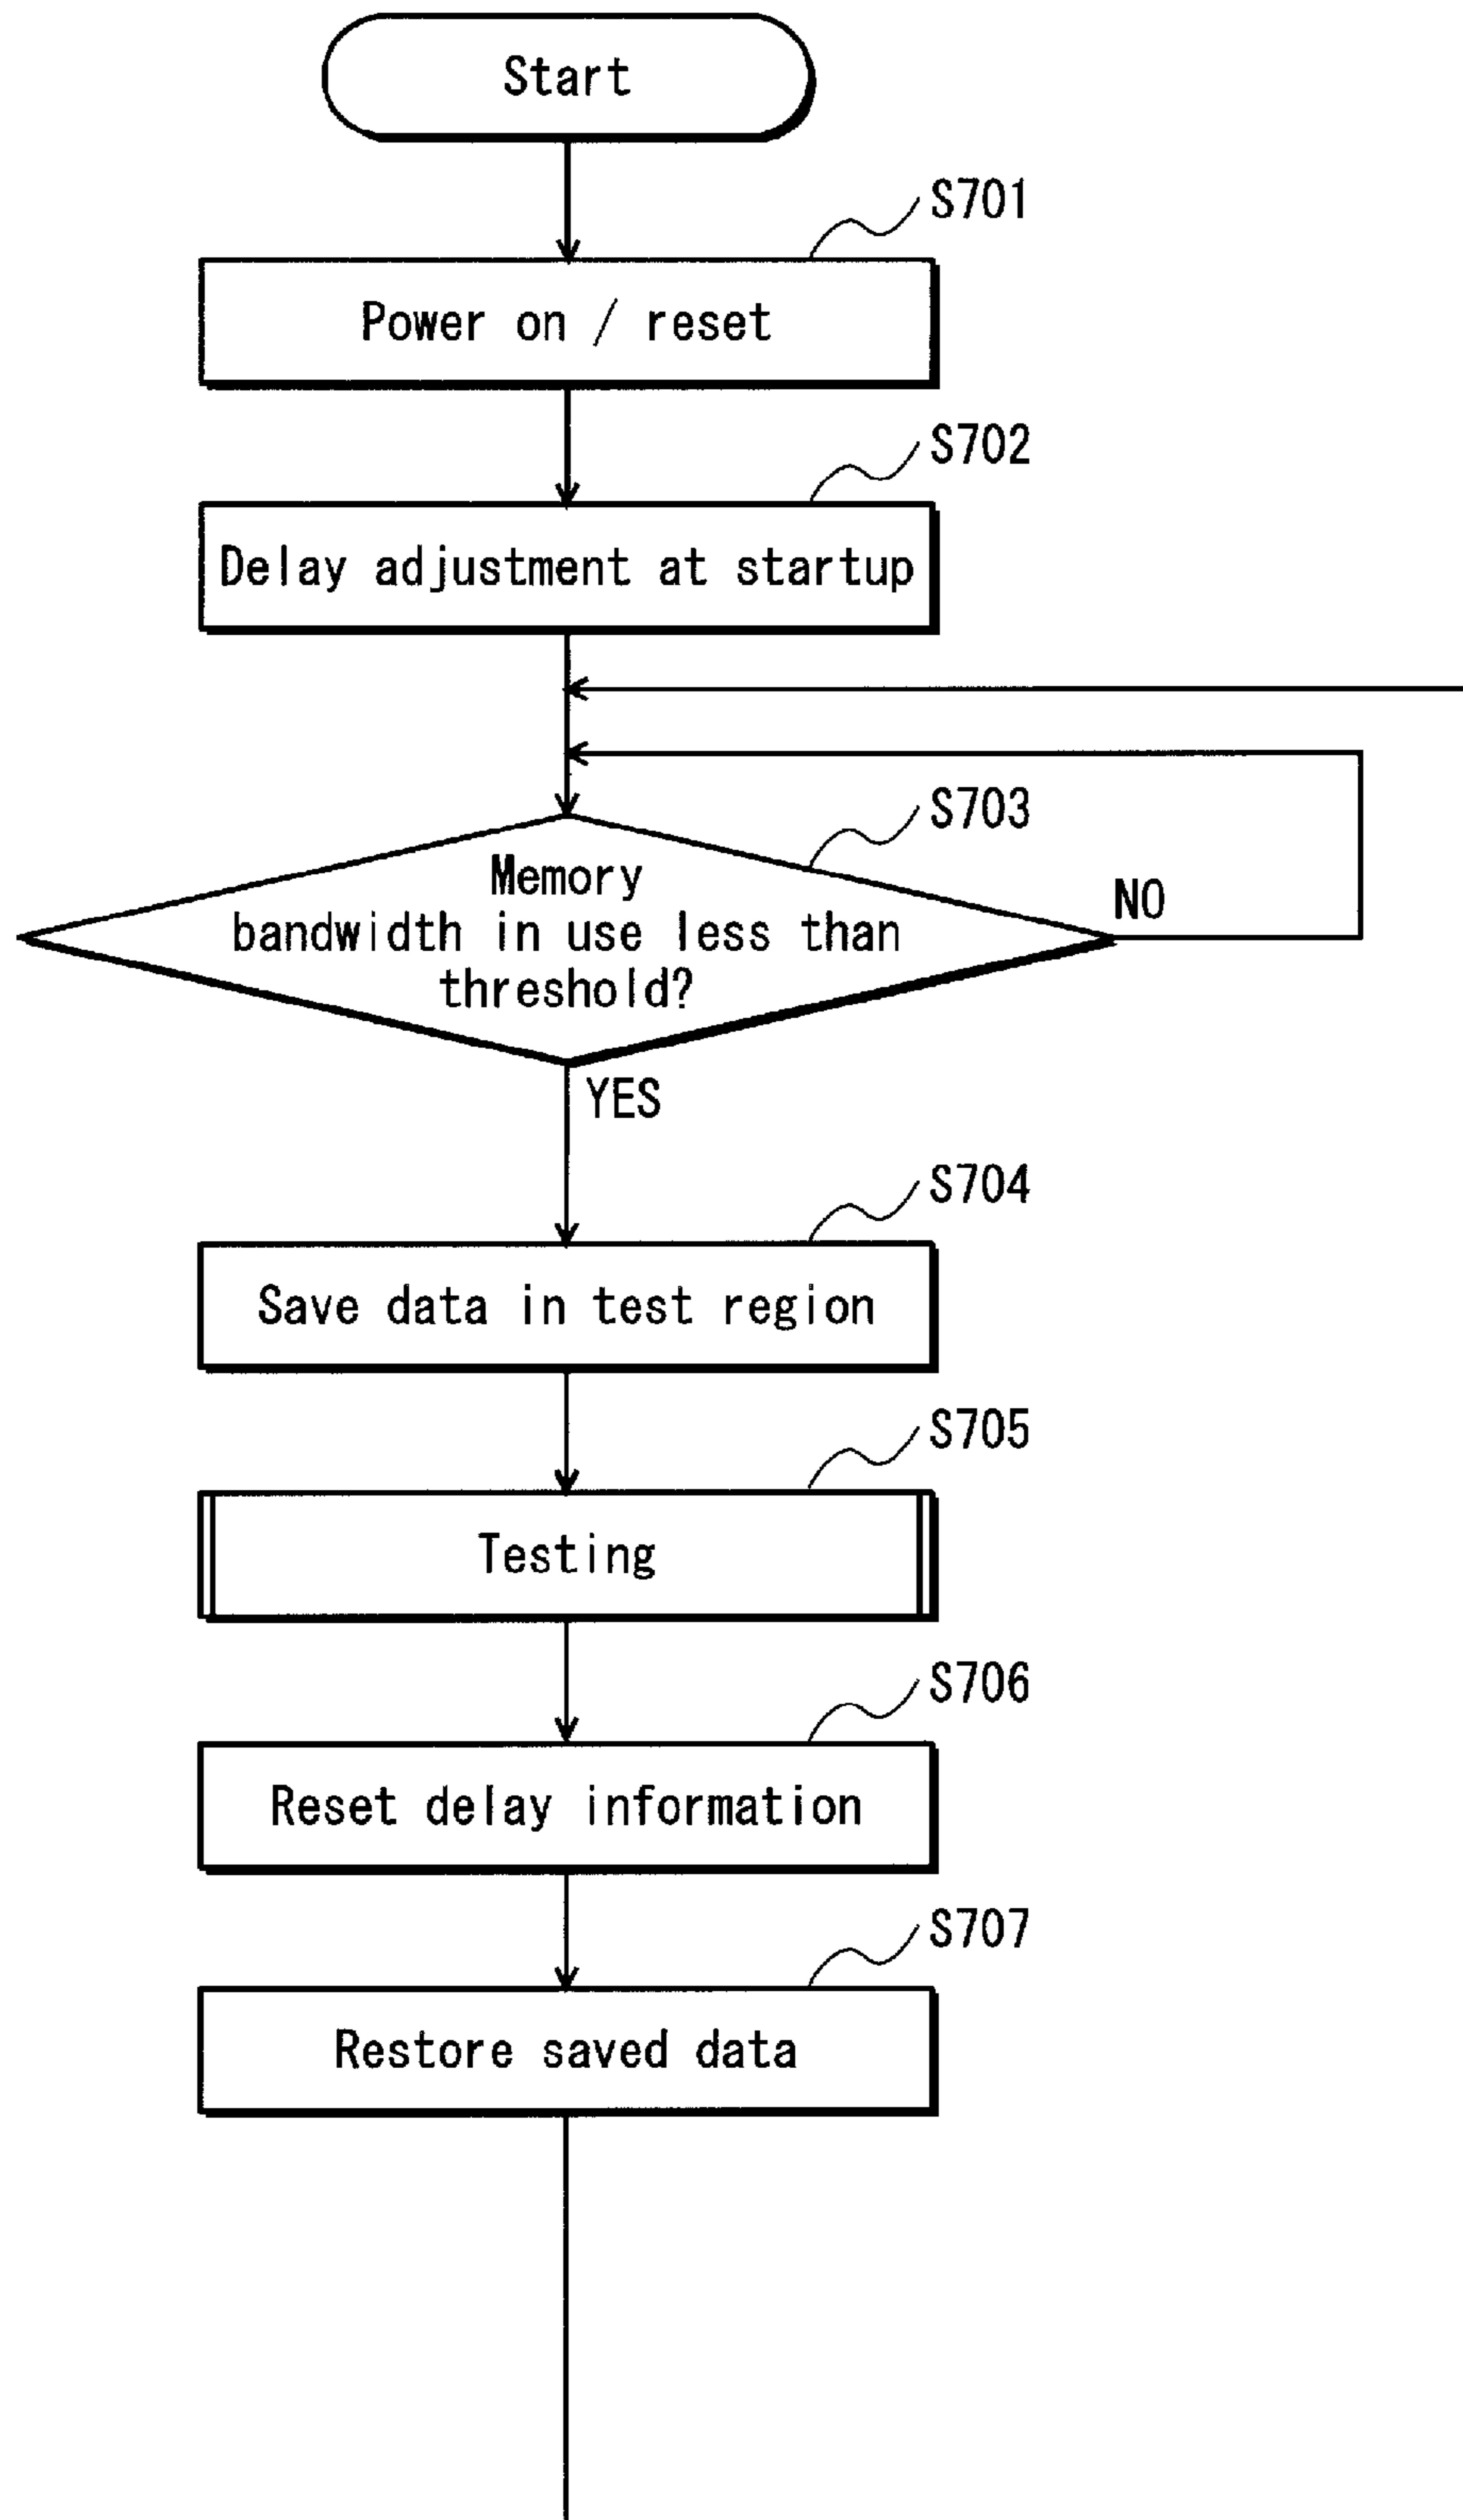 Start
S701
Power on / reset
S702
Delay adjustment at startup
S703
Memory
bandwidth in use less than
threshold?
NO
YES
S704
Save data in test region
S705
Testing
S706
Reset delay information
S707
Restore saved data